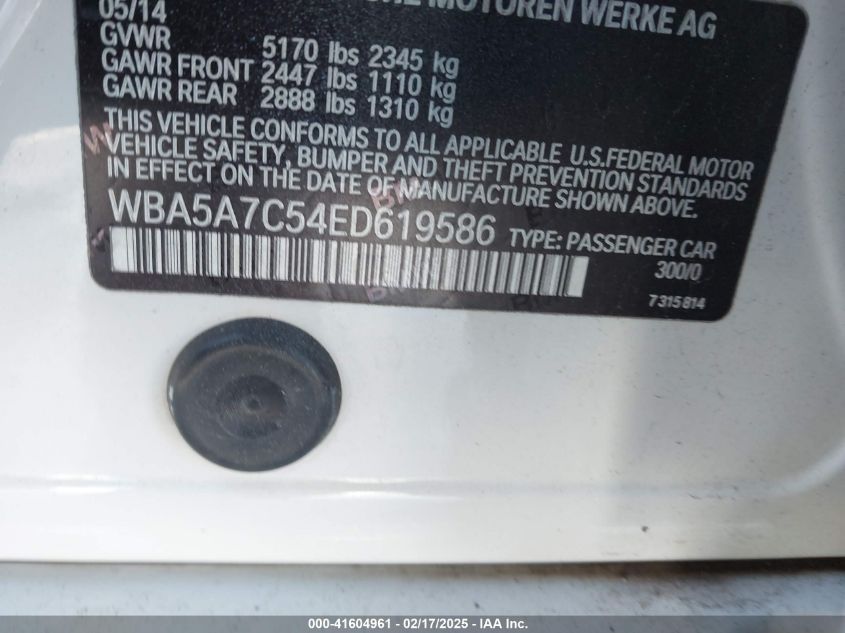 05/14
MOTOREN WERKE AG
GVWR 5170 lbs 2345 kg
GAWR FRONT 2447 lbs 1110 kg
GAWR REAR 2888 lbs 1310 kg
THIS VEHICLE CONFORMS TO ALL APPLICABLE U.S.FEDERAL MOTOR
VEHICLE SAFETY, BUMPER AND THEFT PREVENTION STANDARDS
IN EFFECT ON THE DATE OF MANUFACTURE SHOWN ABOVE.
WBA5A7C54ED619586 TYPE: PASSENGER CAR
300/0
7315814
000-41604961 - 02/17/2025 - IAA Inc.